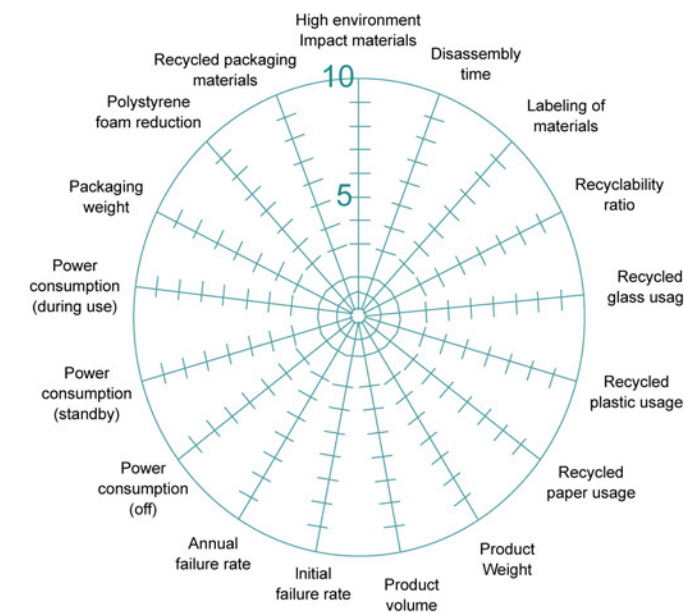 High environment
Impact materials
Disassembly
time
Labeling of
materials
Recyclability
ratio
Recycled
glass usag
Recycled
plastic usage
Recycled
paper usage
Product
Weight
Product
volume
Initial
failure rate
Annual
failure rate
Power
consumption
(off)
Power
consumption
(standby)
Power
consumption
(during use)
Packaging
weight
Polystyrene
foam reduction
Recycled packaging
materials
10
5